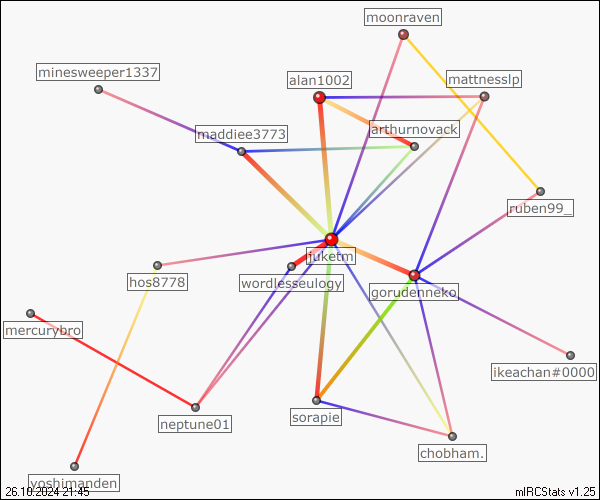 moonraven
minesweeper1337
alan1002
mattnesslp
maddiee3773
arthurnovack
ruben99_
fuketm
hos8778
wordlesseulogy
gorudenneko
mercurybro
ikeachan#0000
neptune01
sorapie
chobham.
yoshimanden
26.10.2024 21:45
mIRCStats v1.25